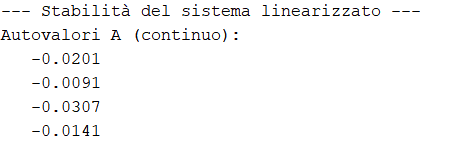 --- Stabilità del sistema linearizzato ---
Autovalori A (continuo):
-0.0201
-0.0091
-0.0307
-0.0141